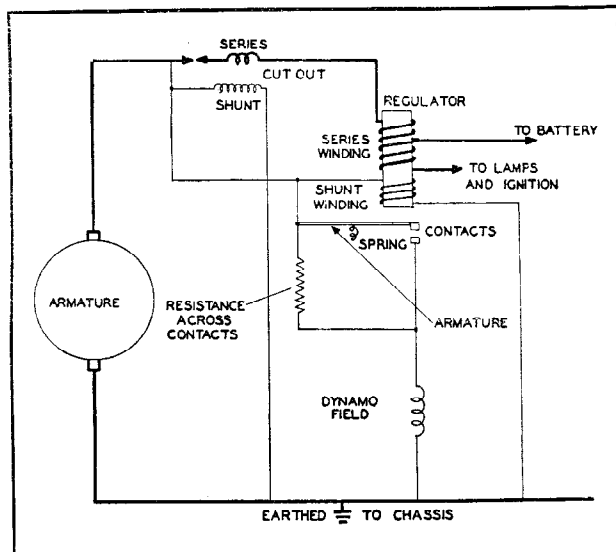 SERIES
CUT OUT
SHUNT
REGULATOR
SERIES
WINDING
TO BATTERY
TO LAMPS
AND IGNITION
SHUNT
WINDING
CONTACTS
SPRING
ARMATURE
RESISTANCE
ACROSS
CONTACTS
ARMATURE
DYNAMO
FIELD
EARTHED TO CHASSIS